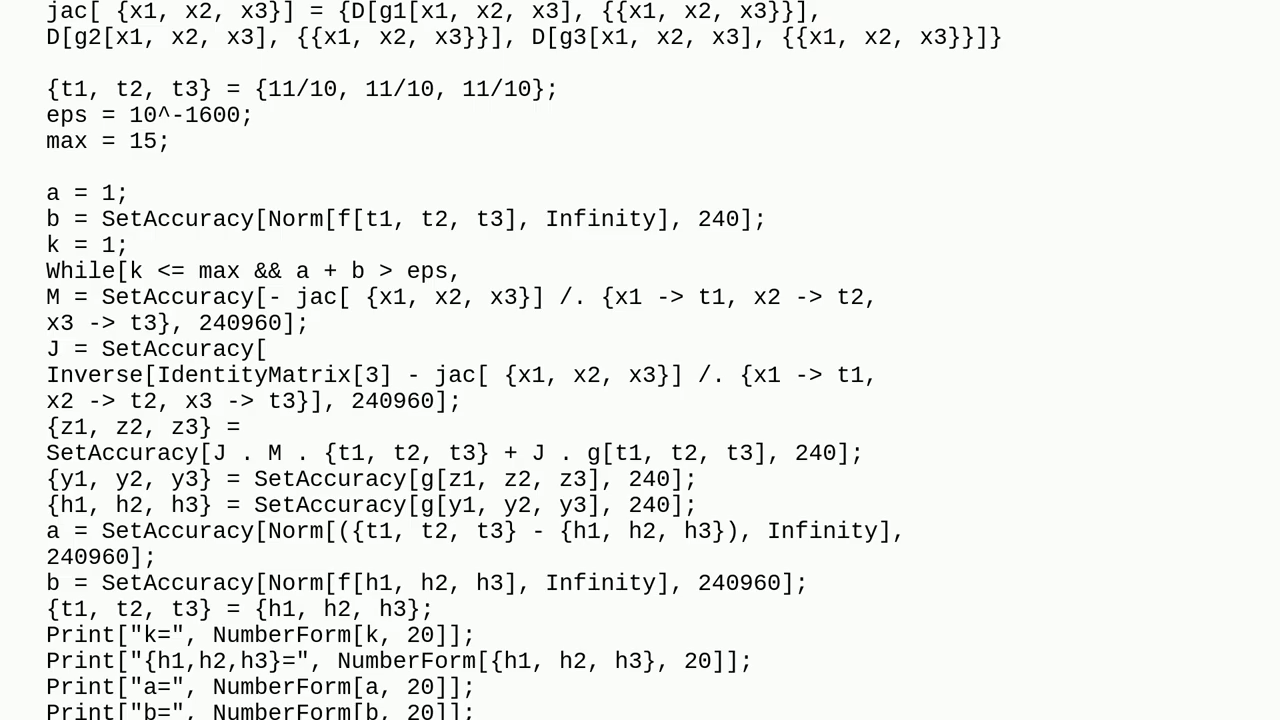 jac[ {x1, x2, x3}] = {D[g1[x1, x2, x3], {{x1, x2, x3}}],
D[g2[x1, x2, x3], {{x1, x2, x3}}], D[g3[x1, x2, x3], {{x1, x2, x3}}]}
{t1, t2, t3} = {11/10, 11/10, 11/10};
eps = 10^-1600;
max = 15;
a = 1;
b = SetAccuracy[Norm[f[t1, t2, t3], Infinity], 240];
k = 1;
While[k <= max && a + b > eps,
M = SetAccuracy[- jac[ {x1, x2, x3}] /. {x1 -> t1, x2 -> t2,
x3 -> t3}, 240960];
J = SetAccuracy[
Inverse[IdentityMatrix[3] - jac[ {x1, x2, x3}] /. {x1 -> t1,
x2 -> t2, x3 -> t3}], 240960];
{z1, z2, z3} =
SetAccuracy[J . M . {t1, t2, t3} + J . g[t1, t2, t3], 240];
{y1, y2, y3} = SetAccuracy[g[z1, z2, z3], 240];
{h1, h2, h3} = SetAccuracy[g[y1, y2, y3], 240];
a = SetAccuracy[Norm[({t1, t2, t3} - {h1, h2, h3}), Infinity],
240960];
b = SetAccuracy[Norm[f[h1, h2, h3], Infinity], 240960];
{t1, t2, t3} = {h1, h2, h3};
Print["k=", NumberForm[k, 20]];
Print["{h1,h2,h3}=", NumberForm[{h1, h2, h3}, 20]];
Print["a=", NumberForm[a, 20]];
Print["b=", NumberForm[b, 20]];